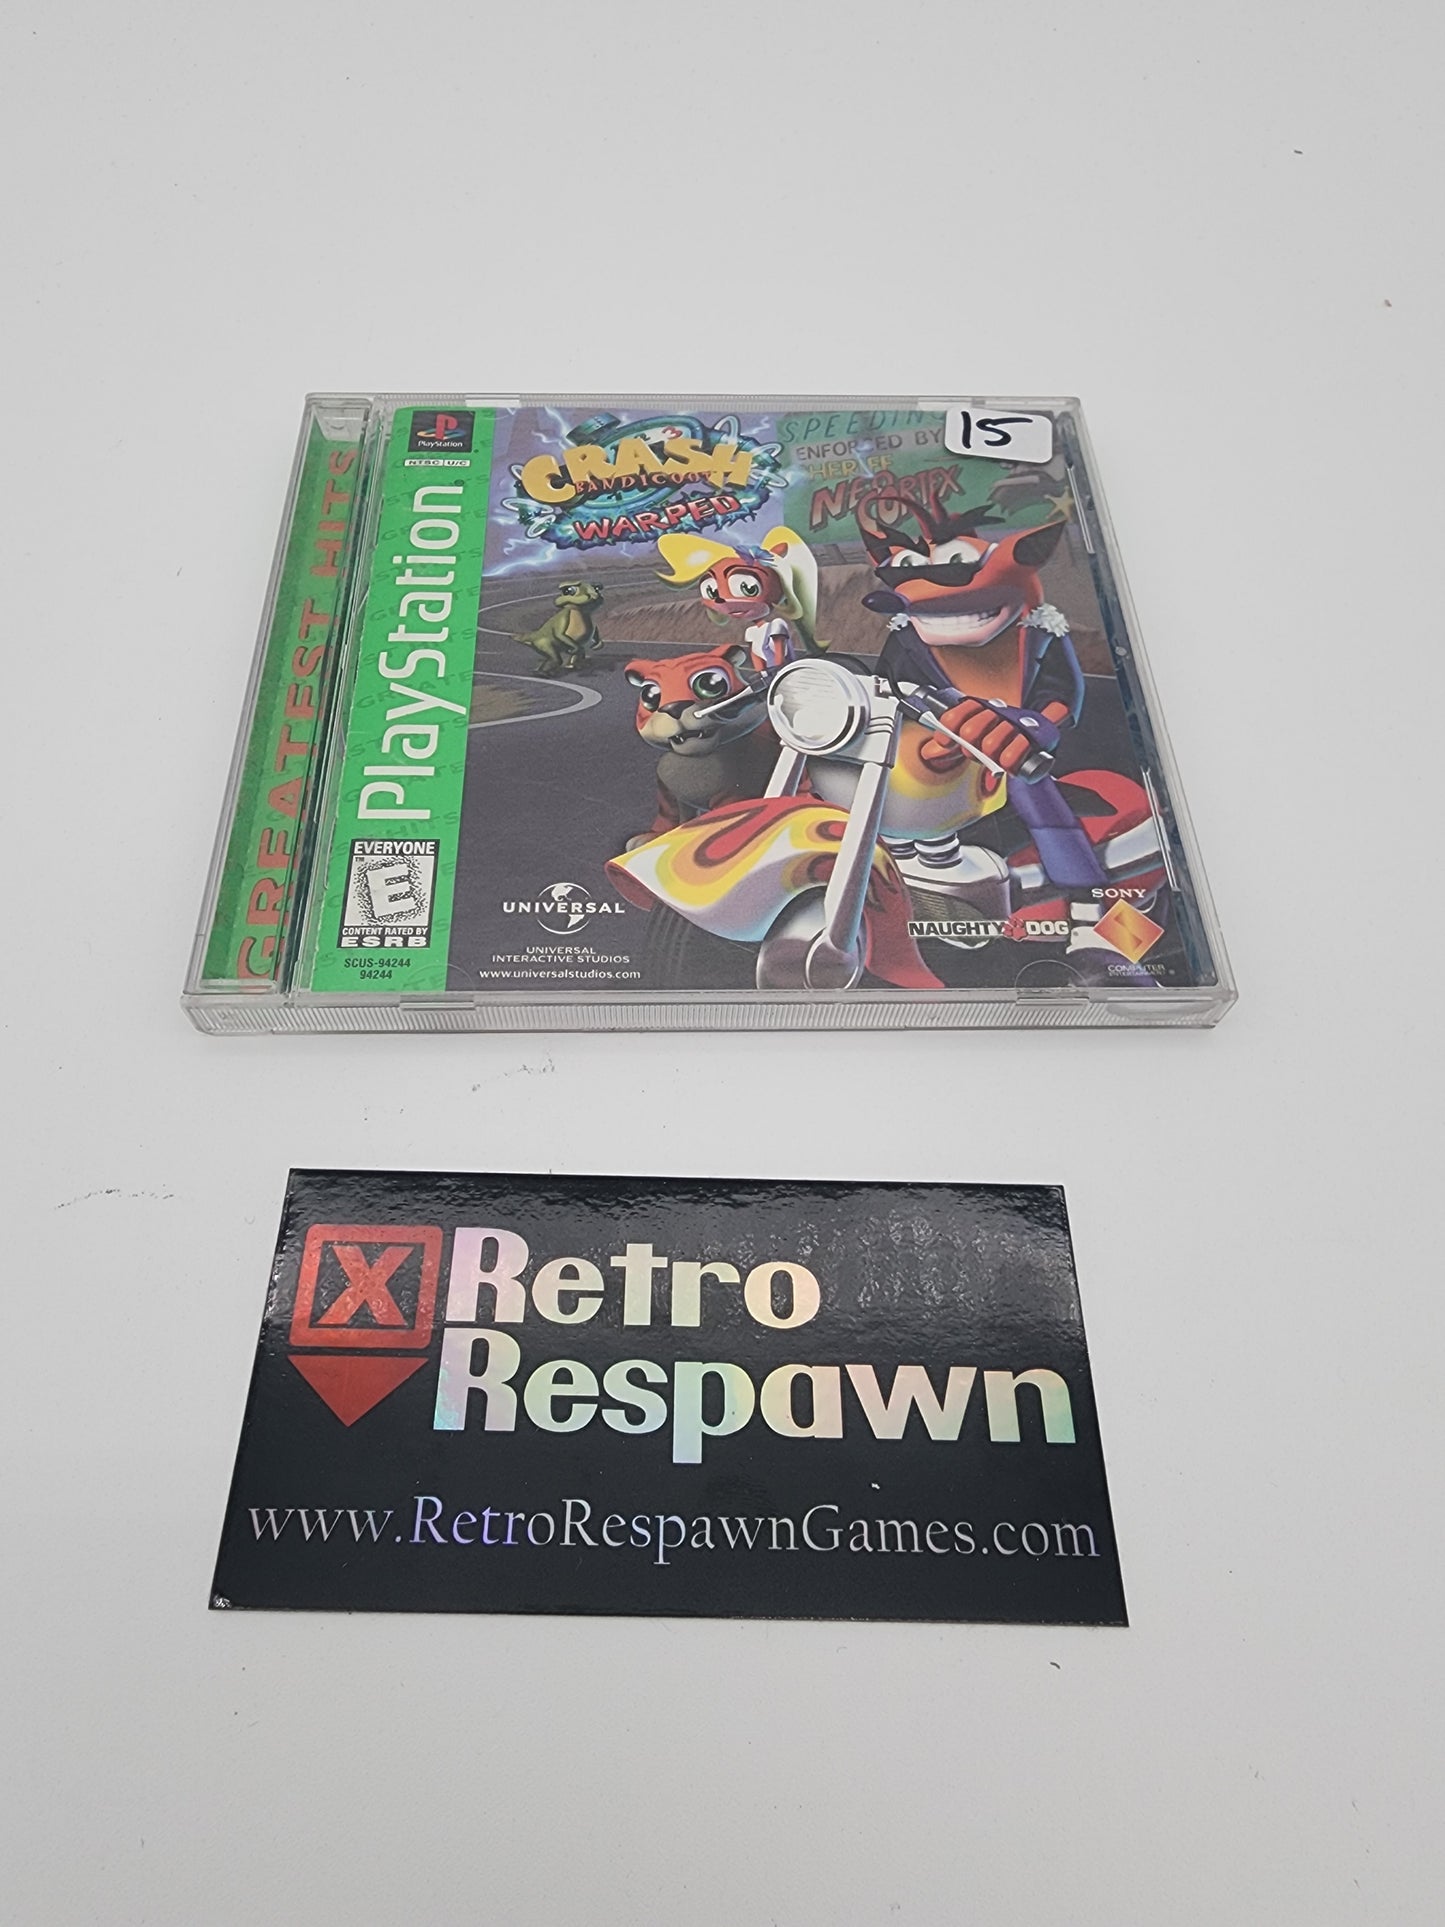 GREATEST HITS
PlayStation
NTSC U/C
PlayStation
EVERYONE
E
CONTENT RATED BY
ESRB
SCUS-94244
94244
3
CRASH
BANDICOOT
WARPED
SPEEDING
ENFORCED BY
NEO
CORTEX
15
UNIVERSAL
UNIVERSAL
INTERACTIVE STUDIOS
www.universalstudios.com
NAUGHTY DOG
SONY
COMPUTER
ENTERTAINMENT
X
Retro
Respawn
www.RetroRespawnGames.com